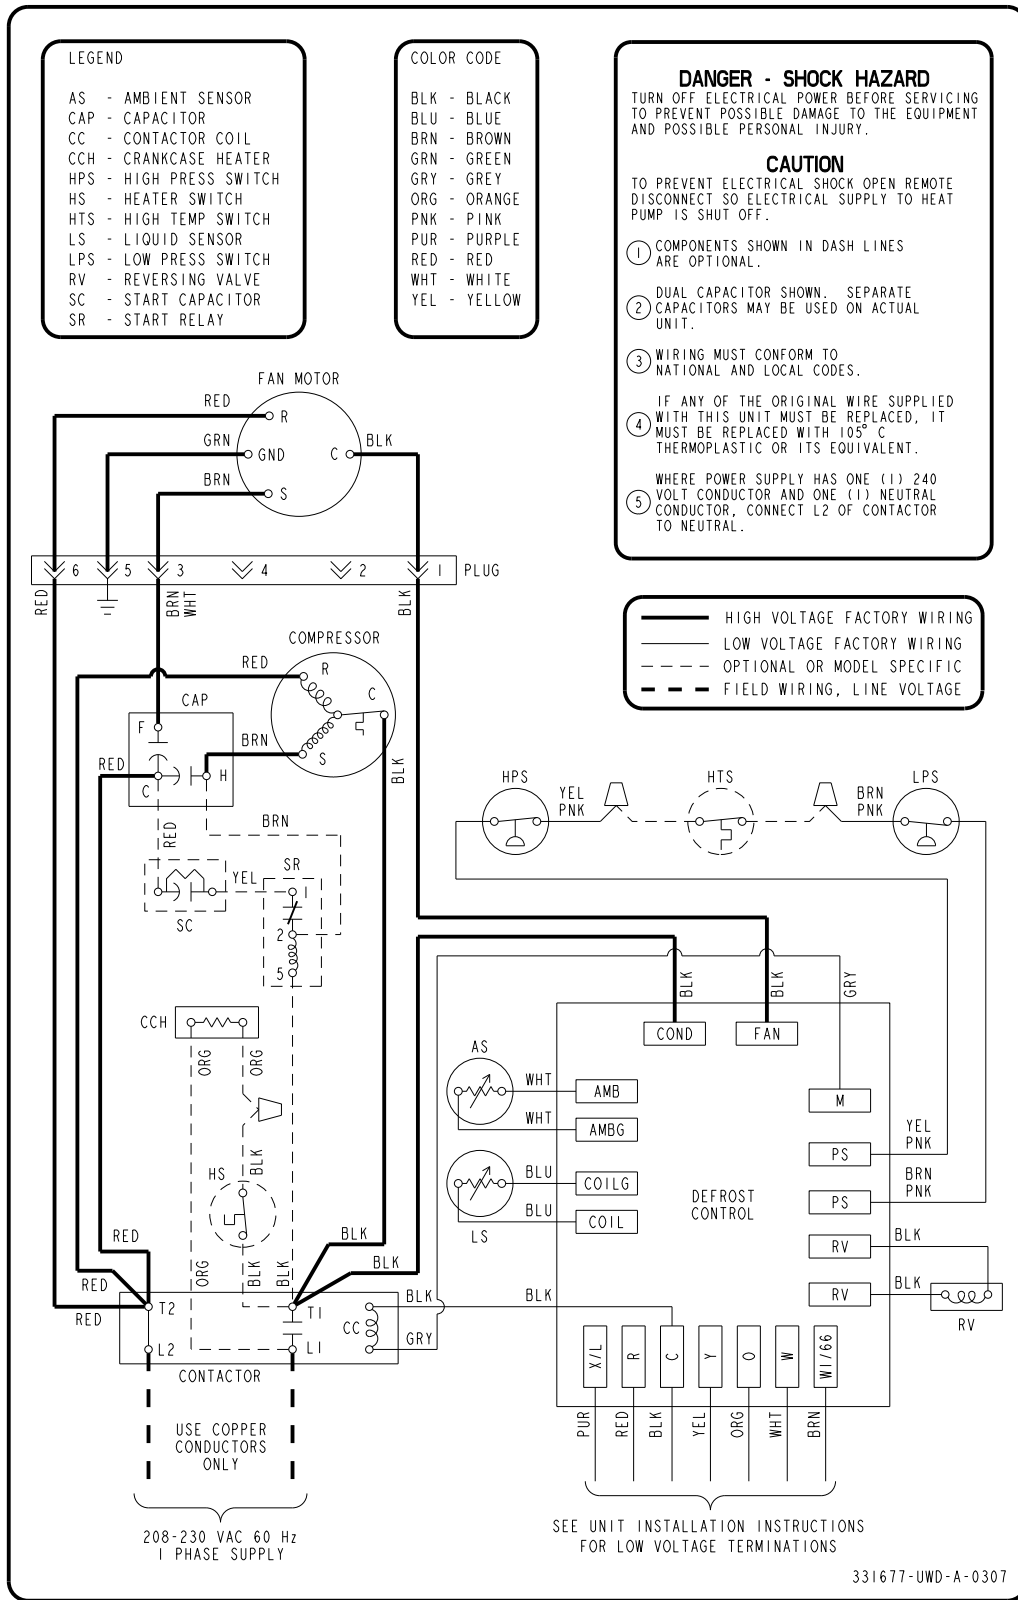 LEGEND
AS - AMBIENT SENSOR
CAP - CAPACITOR
CC - CONTACTOR COIL
CCH - CRANKCASE HEATER
HPS - HIGH PRESS SWITCH
HS - HEATER SWITCH
HTS - HIGH TEMP SWITCH
LS - LIQUID SENSOR
LPS - LOW PRESS SWITCH
RV - REVERSING VALVE
SC - START CAPACITOR
SR - START RELAY
COLOR CODE
BLK - BLACK
BLU - BLUE
BRN - BROWN
GRN - GREEN
GRY - GREY
ORG - ORANGE
PNK - PINK
PUR - PURPLE
RED - RED
WHT - WHITE
YEL - YELLOW
DANGER - SHOCK HAZARD
TURN OFF ELECTRICAL POWER BEFORE SERVICING
TO PREVENT POSSIBLE DAMAGE TO THE EQUIPMENT
AND POSSIBLE PERSONAL INJURY.
CAUTION
TO PREVENT ELECTRICAL SHOCK OPEN REMOTE
DISCONNECT SO ELECTRICAL SUPPLY TO HEAT
PUMP IS SHUT OFF.
1 COMPONENTS SHOWN IN DASH LINES
ARE OPTIONAL.
2 DUAL CAPACITOR SHOWN. SEPARATE
CAPACITORS MAY BE USED ON ACTUAL
UNIT.
3 WIRING MUST CONFORM TO
NATIONAL AND LOCAL CODES.
4 IF ANY OF THE ORIGINAL WIRE SUPPLIED
WITH THIS UNIT MUST BE REPLACED, IT
MUST BE REPLACED WITH 105° C
THERMOPLASTIC OR ITS EQUIVALENT.
5 WHERE POWER SUPPLY HAS ONE (1) 240
VOLT CONDUCTOR AND ONE (1) NEUTRAL
CONDUCTOR, CONNECT L2 OF CONTACTOR
TO NEUTRAL.
HIGH VOLTAGE FACTORY WIRING
LOW VOLTAGE FACTORY WIRING
OPTIONAL OR MODEL SPECIFIC
FIELD WIRING, LINE VOLTAGE
FAN MOTOR
RED
R
GRN
GND
C
BLK
BRN
S
6 5 3 4 2 1 PLUG
RED
BRN
WHT
BLK
COMPRESSOR
RED
R
C
S
BRN
BLK
CAP
F
RED
C
H
RED
BRN
SC
YEL
SR
1
2
5
CCH
ORG
ORG
BLK
HS
ORG
BLK
BLK
BLK
BLK
RED
RED
RED
T2
T1
L2
L1
CC
BLK
GRY
CONTACTOR
USE COPPER
CONDUCTORS
ONLY
208-230 VAC 60 Hz
1 PHASE SUPPLY
HPS
YEL
PNK
HTS
BRN
PNK
LPS
BLK
BLK
GRY
COND
FAN
AS
WHT
AMB
WHT
AMBG
BLU
COILG
BLU
COIL
LS
DEFROST
CONTROL
M
YEL
PNK
PS
BRN
PNK
PS
RV
BLK
RV
BLK
RV
BLK
X/L R C Y O W W1/66
PUR RED BLK YEL ORG WHT BRN
SEE UNIT INSTALLATION INSTRUCTIONS
FOR LOW VOLTAGE TERMINATIONS
331677-UWD-A-0307